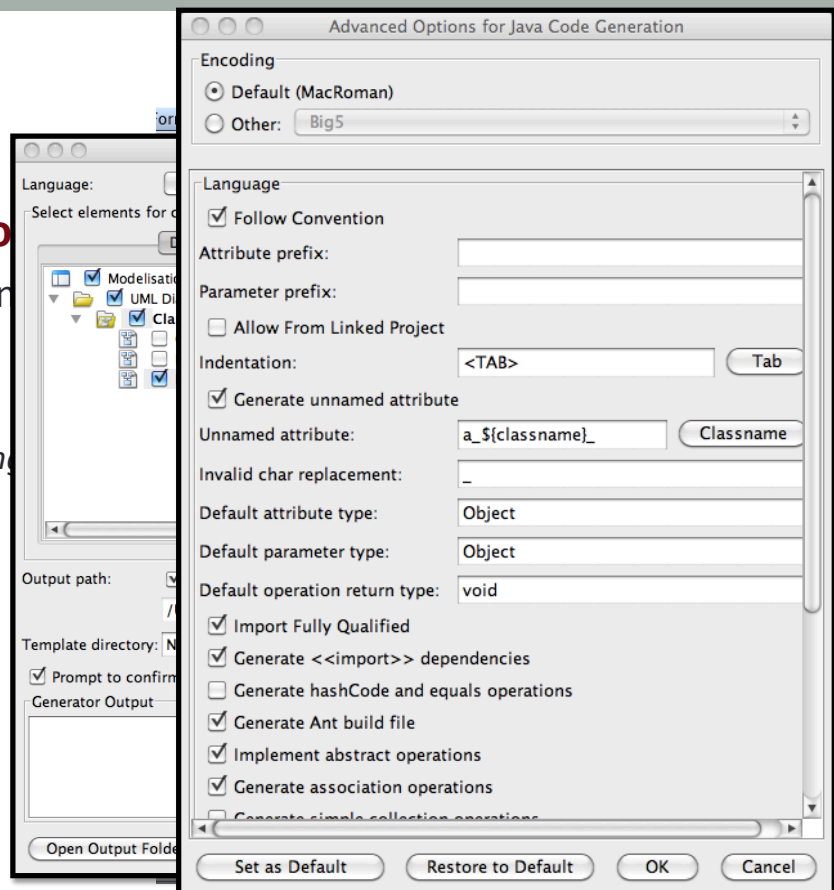 Advanced Options for Java Code Generation
Encoding
Default (MacRoman)
Other: Big5
Language
Follow Convention
Attribute prefix:
Parameter prefix:
Allow From Linked Project
Indentation: <TAB> Tab
Generate unnamed attribute
Unnamed attribute: a_${classname}_ Classname
Invalid char replacement: _
Default attribute type: Object
Default parameter type: Object
Default operation return type: void
Import Fully Qualified
Generate <<import>> dependencies
Generate hashCode and equals operations
Generate Ant build file
Implement abstract operations
Generate association operations
Generate simple collection operations
Set as Default Restore to Default OK Cancel
Language:
Select elements for
UML
Output path:
Template directory:
Prompt to confirm
Generator Output
Open Output